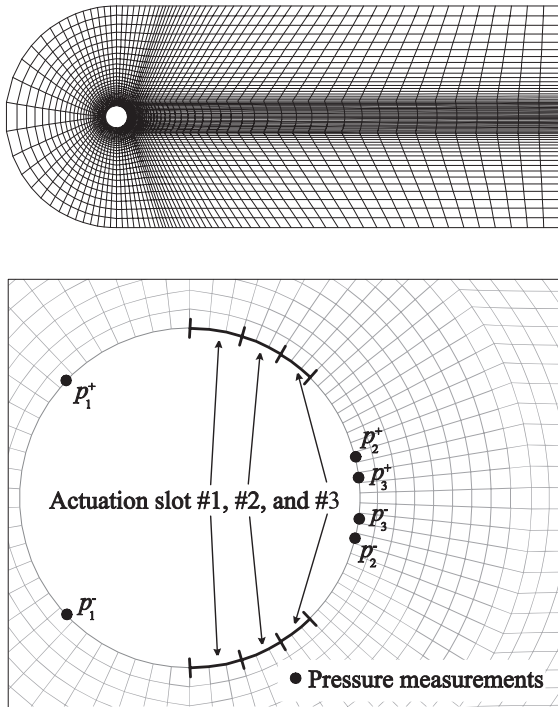 p₁⁺
p₂⁺
p₃⁺
Actuation slot #1, #2, and #3
p₃⁻
p₂⁻
p₁⁻
Pressure measurements